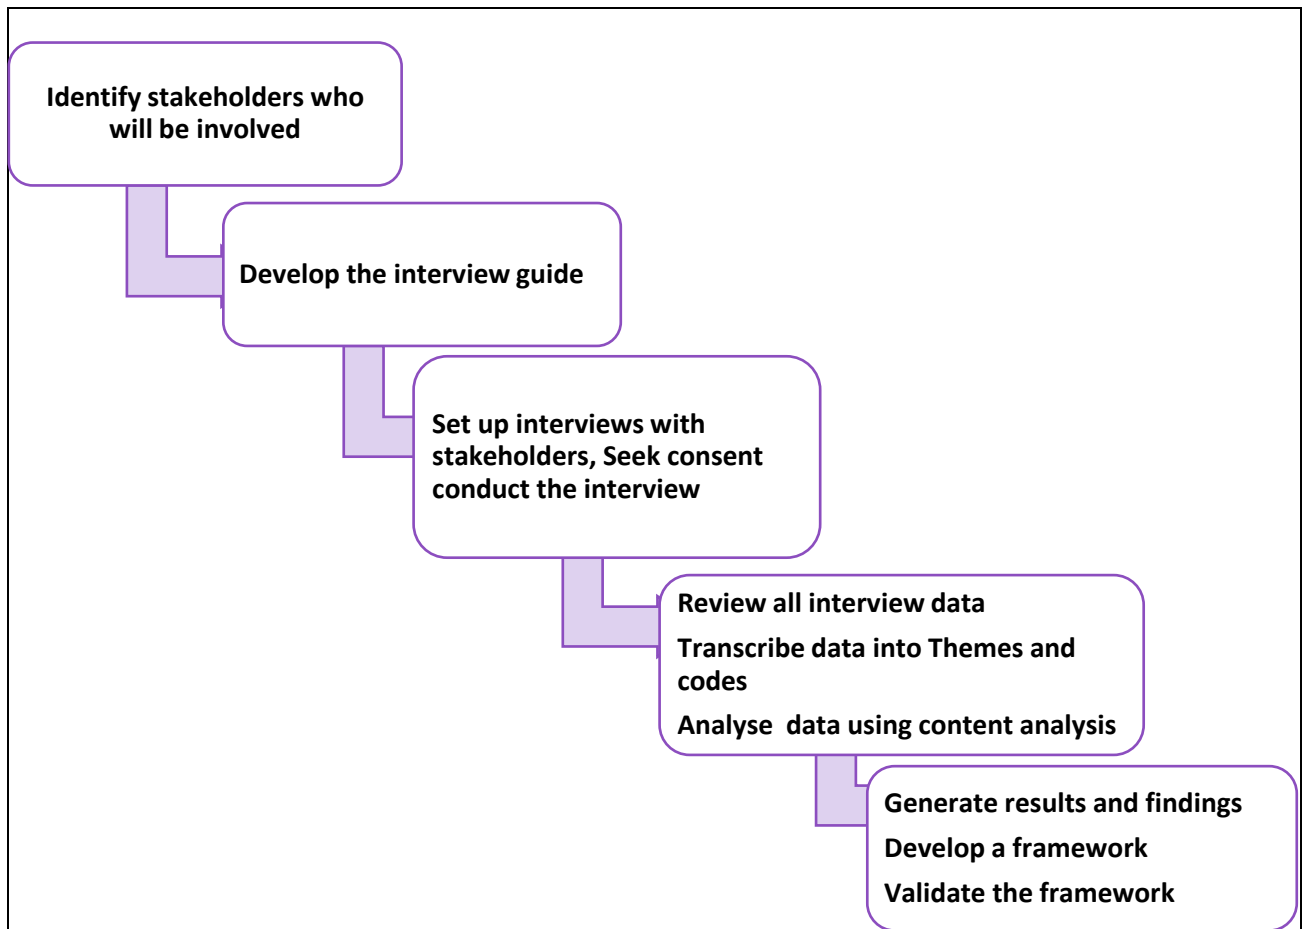 Identify stakeholders who
will be involved
Develop the interview guide
Set up interviews with
stakeholders, Seek consent
conduct the interview
Review all interview data
Transcribe data into Themes and
codes
Analyse  data using content analysis
Generate results and findings
Develop a framework
Validate the framework